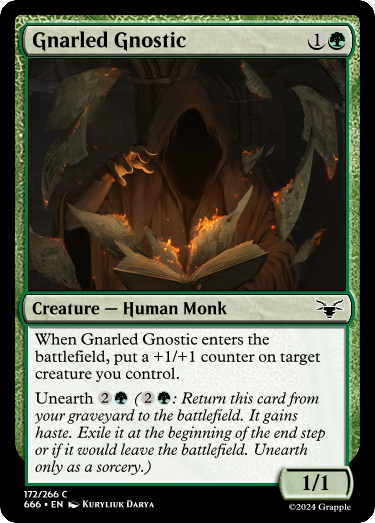 Gnarled Gnostic 1
Creature — Human Monk
When Gnarled Gnostic enters the
battlefield, put a +1/+1 counter on target
creature you control.
Unearth 2 (2: Return this card from
your graveyard to the battlefield. It gains
haste. Exile it at the beginning of the end step
or if it would leave the battlefield. Unearth
only as a sorcery.)
1/1
172/266 C
666 • EN Kuryliuk Darya
©2024 Grapple